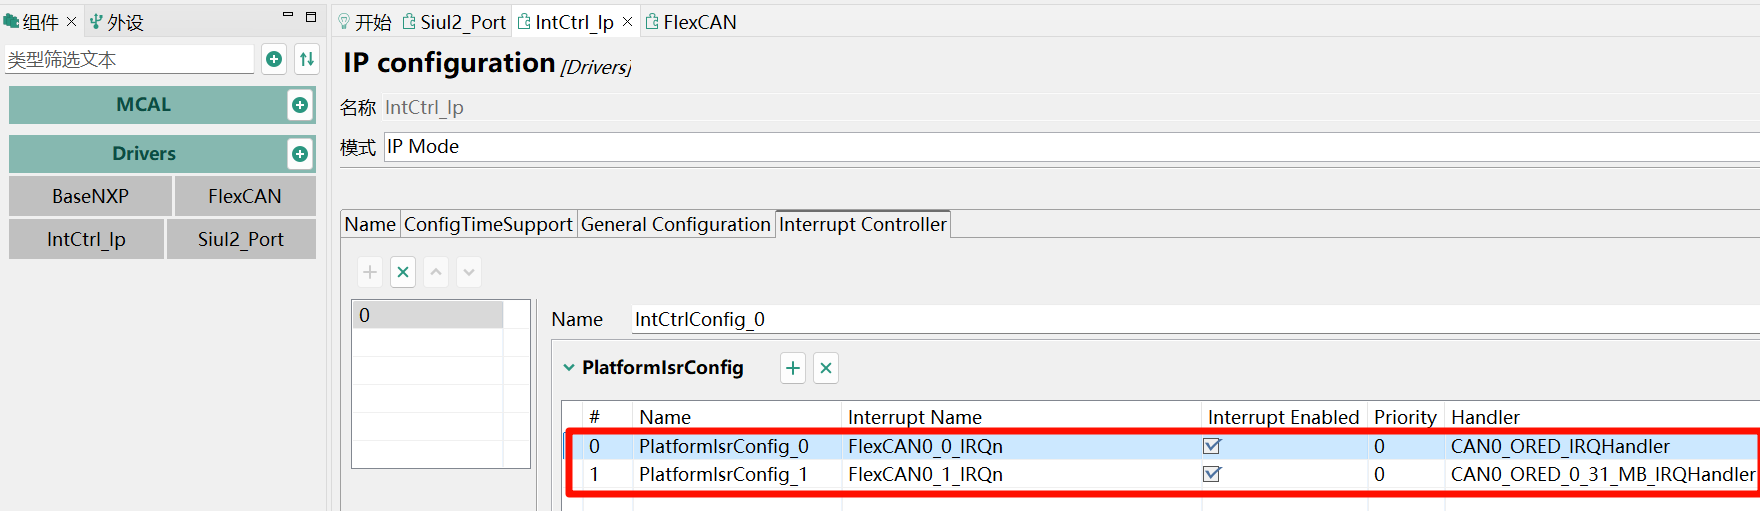 组件 外设
类型筛选文本
MCAL
Drivers
BaseNXP FlexCAN
IntCtrl_Ip Siul2_Port
开始 Siul2_Port IntCtrl_Ip FlexCAN
IP configuration [Drivers]
名称 IntCtrl_Ip
模式 IP Mode
Name ConfigTimeSupport General Configuration Interrupt Controller
0
Name IntCtrlConfig_0
PlatformIsrConfig
# Name Interrupt Name Interrupt Enabled Priority Handler
0 PlatformIsrConfig_0 FlexCAN0_0_IRQn 0 CAN0_ORED_IRQHandler
1 PlatformIsrConfig_1 FlexCAN0_1_IRQn 0 CAN0_ORED_0_31_MB_IRQHandler